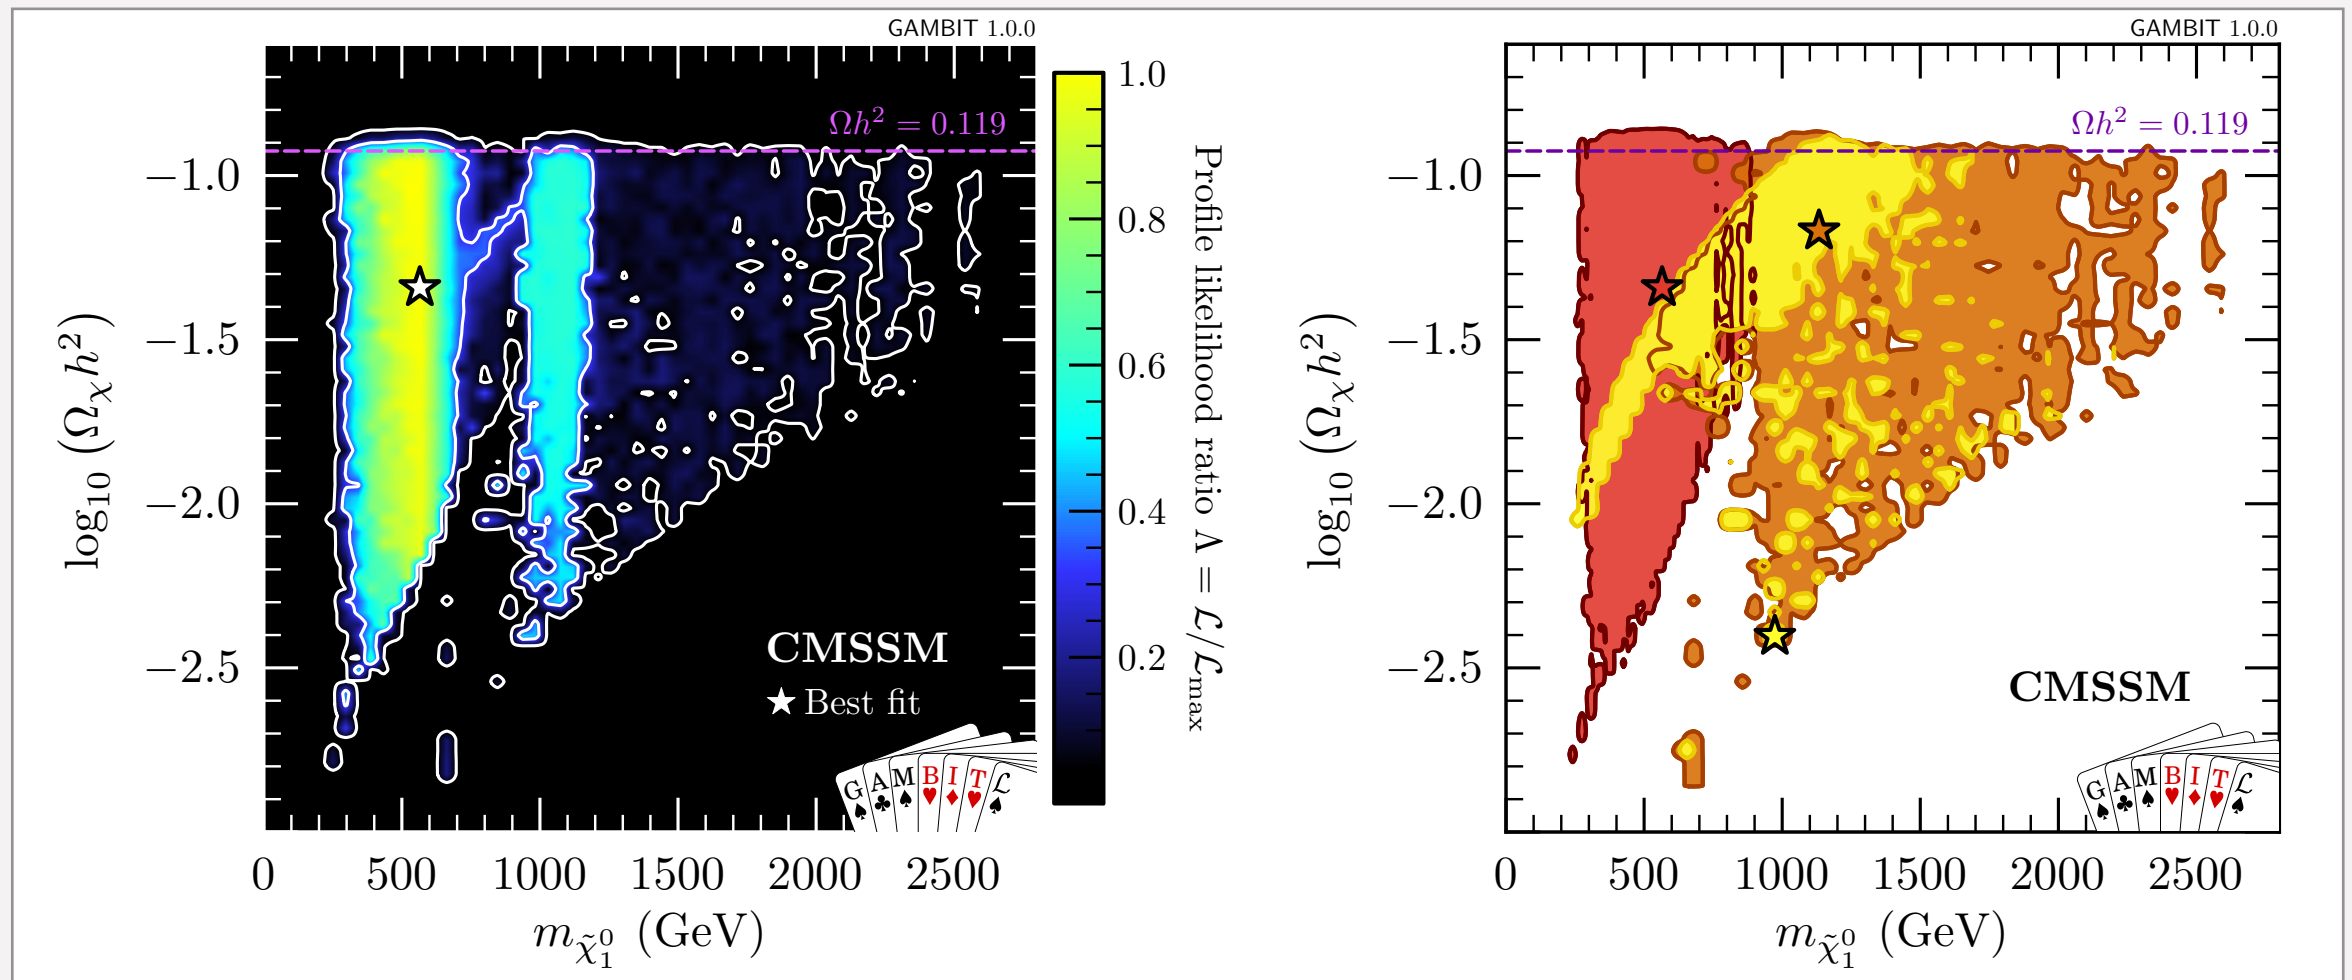 GAMBIT 1.0.0
Ωh² = 0.119
−1.0
−1.5
−2.0
−2.5
log₁₀ (Ωχh²)
CMSSM
★ Best fit
G A M B I T L
0 500 1000 1500 2000 2500
m_χ̃₁⁰ (GeV)
1.0
0.8
0.6
0.4
0.2
Profile likelihood ratio Λ = ℒ/ℒmax
GAMBIT 1.0.0
Ωh² = 0.119
−1.0
−1.5
−2.0
−2.5
log₁₀ (Ωχh²)
CMSSM
G A M B I T L
0 500 1000 1500 2000 2500
m_χ̃₁⁰ (GeV)